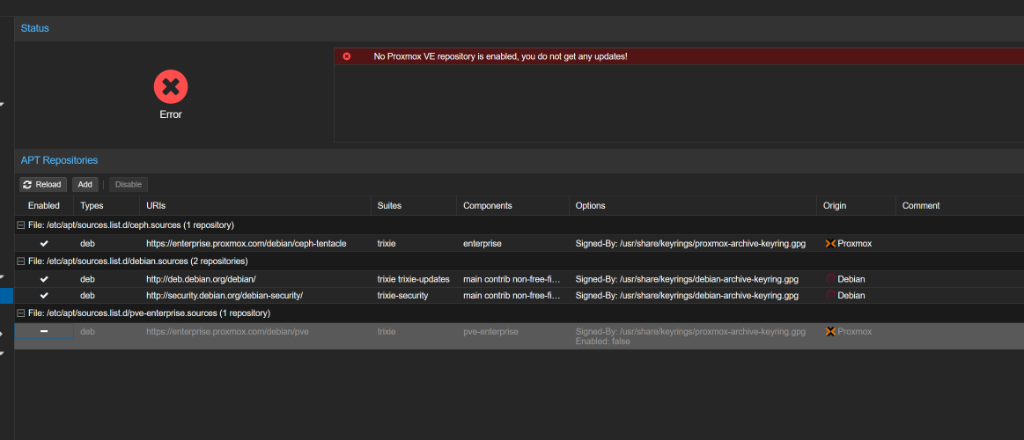 Status
No Proxmox VE repository is enabled, you do not get any updates!
Error
APT Repositories
Reload Add Disable
Enabled Types URIs Suites Components Options Origin Comment
File: /etc/apt/sources.list.d/ceph.sources (1 repository)
deb https://enterprise.proxmox.com/debian/ceph-tentacle trixie enterprise Signed-By: /usr/share/keyrings/proxmox-archive-keyring.gpg Proxmox
File: /etc/apt/sources.list.d/debian.sources (2 repositories)
deb http://deb.debian.org/debian/ trixie trixie-updates main contrib non-free-fi... Signed-By: /usr/share/keyrings/debian-archive-keyring.gpg Debian
deb http://security.debian.org/debian-security/ trixie-security main contrib non-free-fi... Signed-By: /usr/share/keyrings/debian-archive-keyring.gpg Debian
File: /etc/apt/sources.list.d/pve-enterprise.sources (1 repository)
deb https://enterprise.proxmox.com/debian/pve trixie pve-enterprise Signed-By: /usr/share/keyrings/proxmox-archive-keyring.gpg Proxmox
Enabled: false